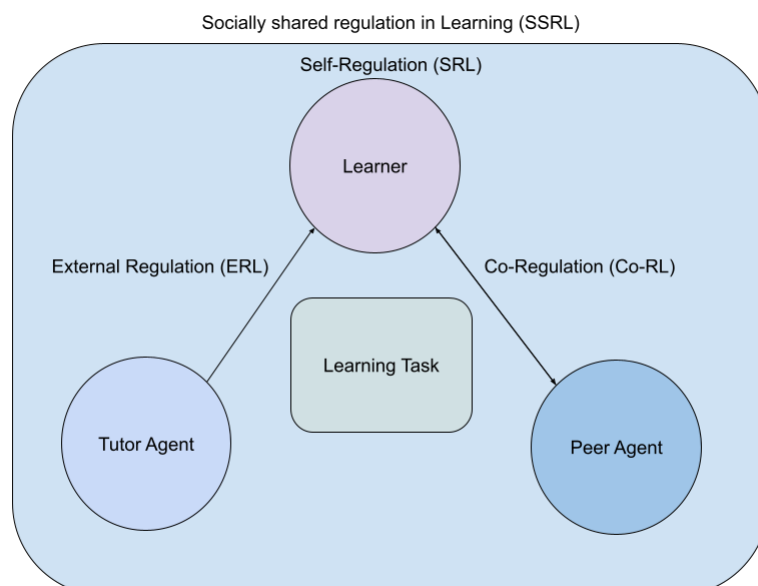 Socially shared regulation in Learning (SSRL)
Self-Regulation (SRL)
Learner
External Regulation (ERL)
Co-Regulation (Co-RL)
Learning Task
Tutor Agent
Peer Agent